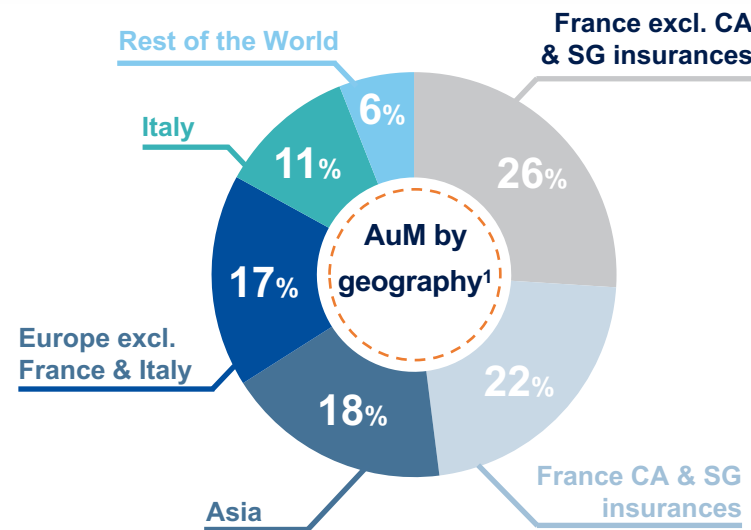 France excl. CA
& SG insurances
Rest of the World
6%
Italy
11%
26%
AuM by
geography¹
17%
Europe excl.
France & Italy
22%
18%
France CA & SG
insurances
Asia